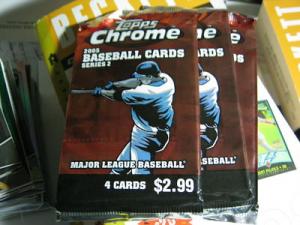 Topps
Chrome
2005
BASEBALL CARDS
SERIES 2
MAJOR LEAGUE BASEBALL
4 CARDS $2.99